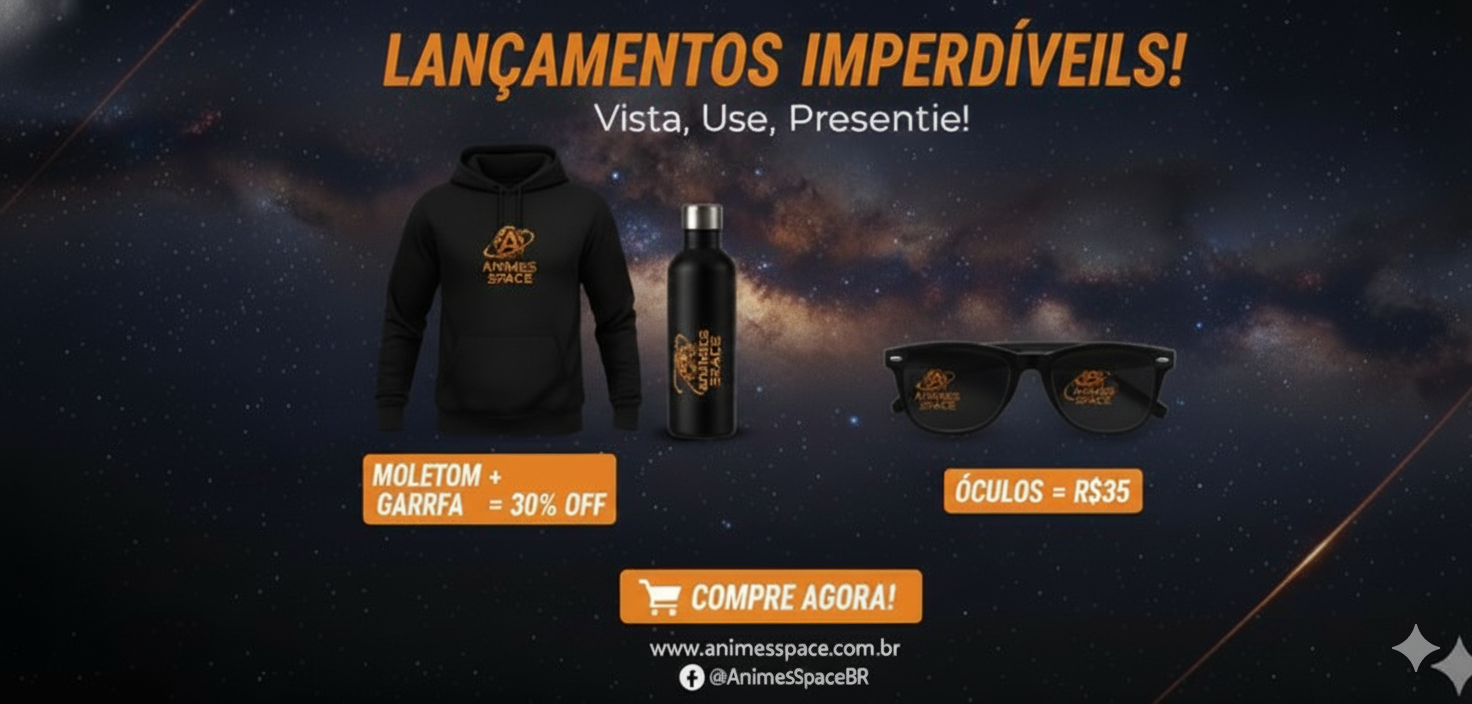 LANÇAMENTOS IMPERDÍVEILS!
Vista, Use, Presentie!
ANIMES
SPACE
MOLETOM +
GARRFA = 30% OFF
ÓCULOS = R$35
COMPRE AGORA!
www.animesspace.com.br
@AnimesSpaceBR